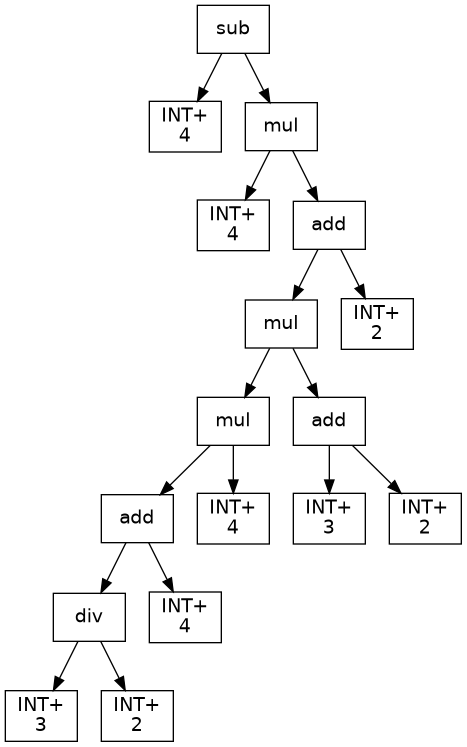 sub
INT+
4
mul
INT+
4
add
mul
INT+
2
mul
add
add
INT+
4
INT+
3
INT+
2
div
INT+
4
INT+
3
INT+
2